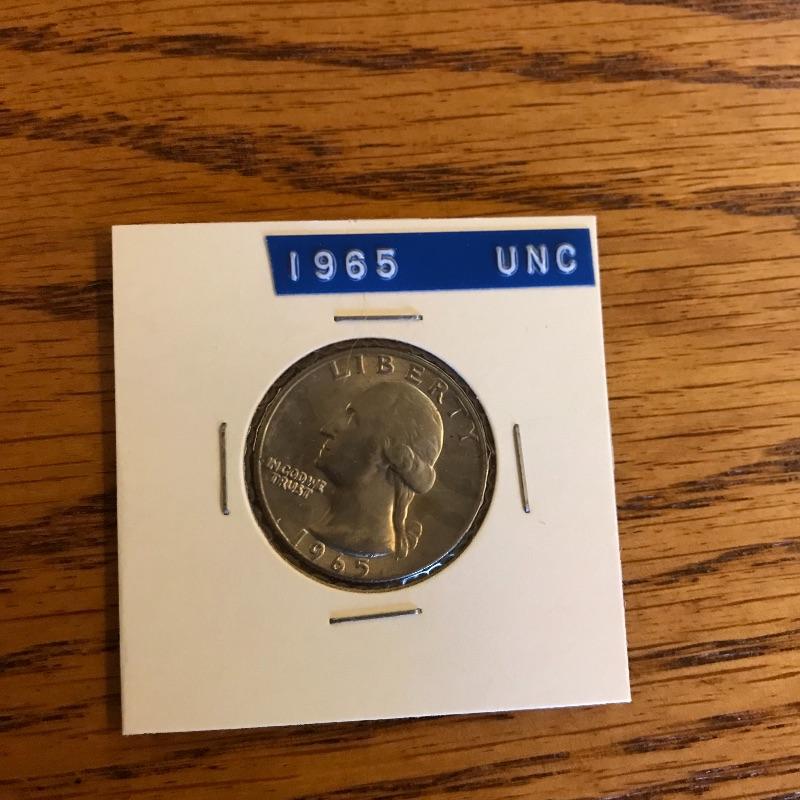 1965 UNC
LIBERTY
IN GOD WE
TRUST
1965